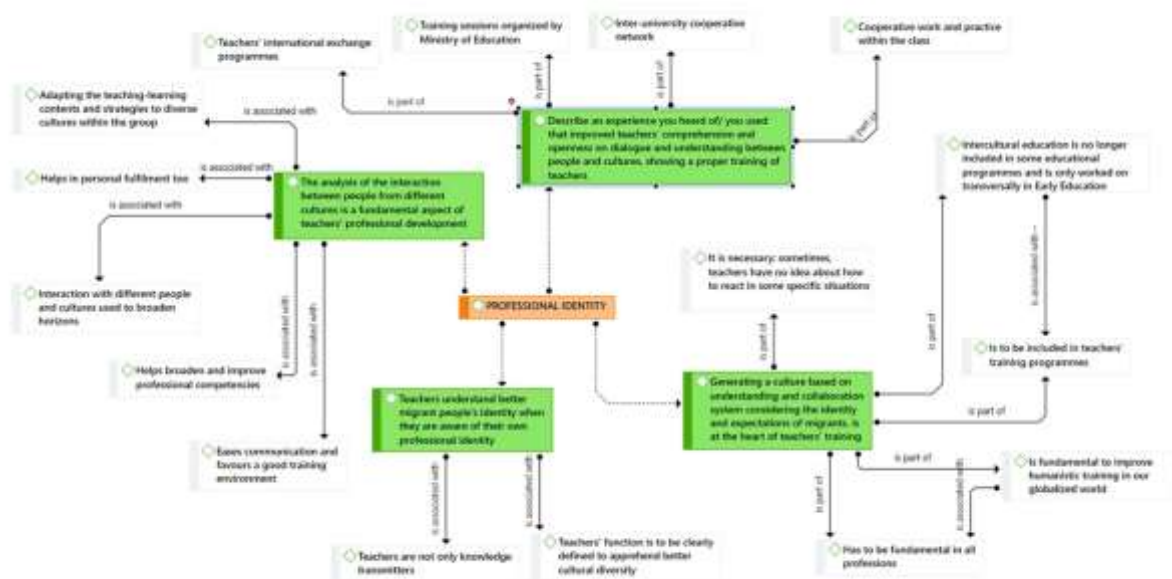 Training sessions organized by
Ministry of Education
Inter-university cooperative
network
Cooperative work and practice
within the class
Teachers' international exchange
programmes
is part of
is part of
is part of
is part of
Adapting the teaching-learning
contents and strategies to diverse
cultures within the group
is associated with
Describe an experience you heard of/ you used
that improved teachers' comprehension and
openness on dialogue and understanding between
people and cultures, showing a proper training of
teachers
Intercultural education is no longer
included in some educational
programmes and is only worked on
transversally in Early Education
Helps in personal fulfilment too
is associated with
The analysis of the interaction
between people from different
cultures is a fundamental aspect of
teachers' professional development
is associated with
It is necessary: sometimes,
teachers have no idea about how
to react in some specific situations
is associated with
Interaction with different people
and cultures used to broaden
horizons
PROFESSIONAL IDENTITY
is associated with
is associated with
is part of
is part of
Is to be included in teachers'
training programmes
Helps broaden and improve
professional competencies
Teachers understand better
migrant people's identity when
they are aware of their own
professional identity
Generating a culture based on
understanding and collaboration
system considering the identity
and expectations of migrants, is
at the heart of teachers' training
is part of
Eases communication and
favours a good training
environment
is associated with
is associated with
is part of
is part of
is associated with
Is fundamental to improve
humanistic training in our
globalized world
Teachers are not only knowledge
transmitters
Teachers' function is to be clearly
defined to apprehend better
cultural diversity
Has to be fundamental in all
professions